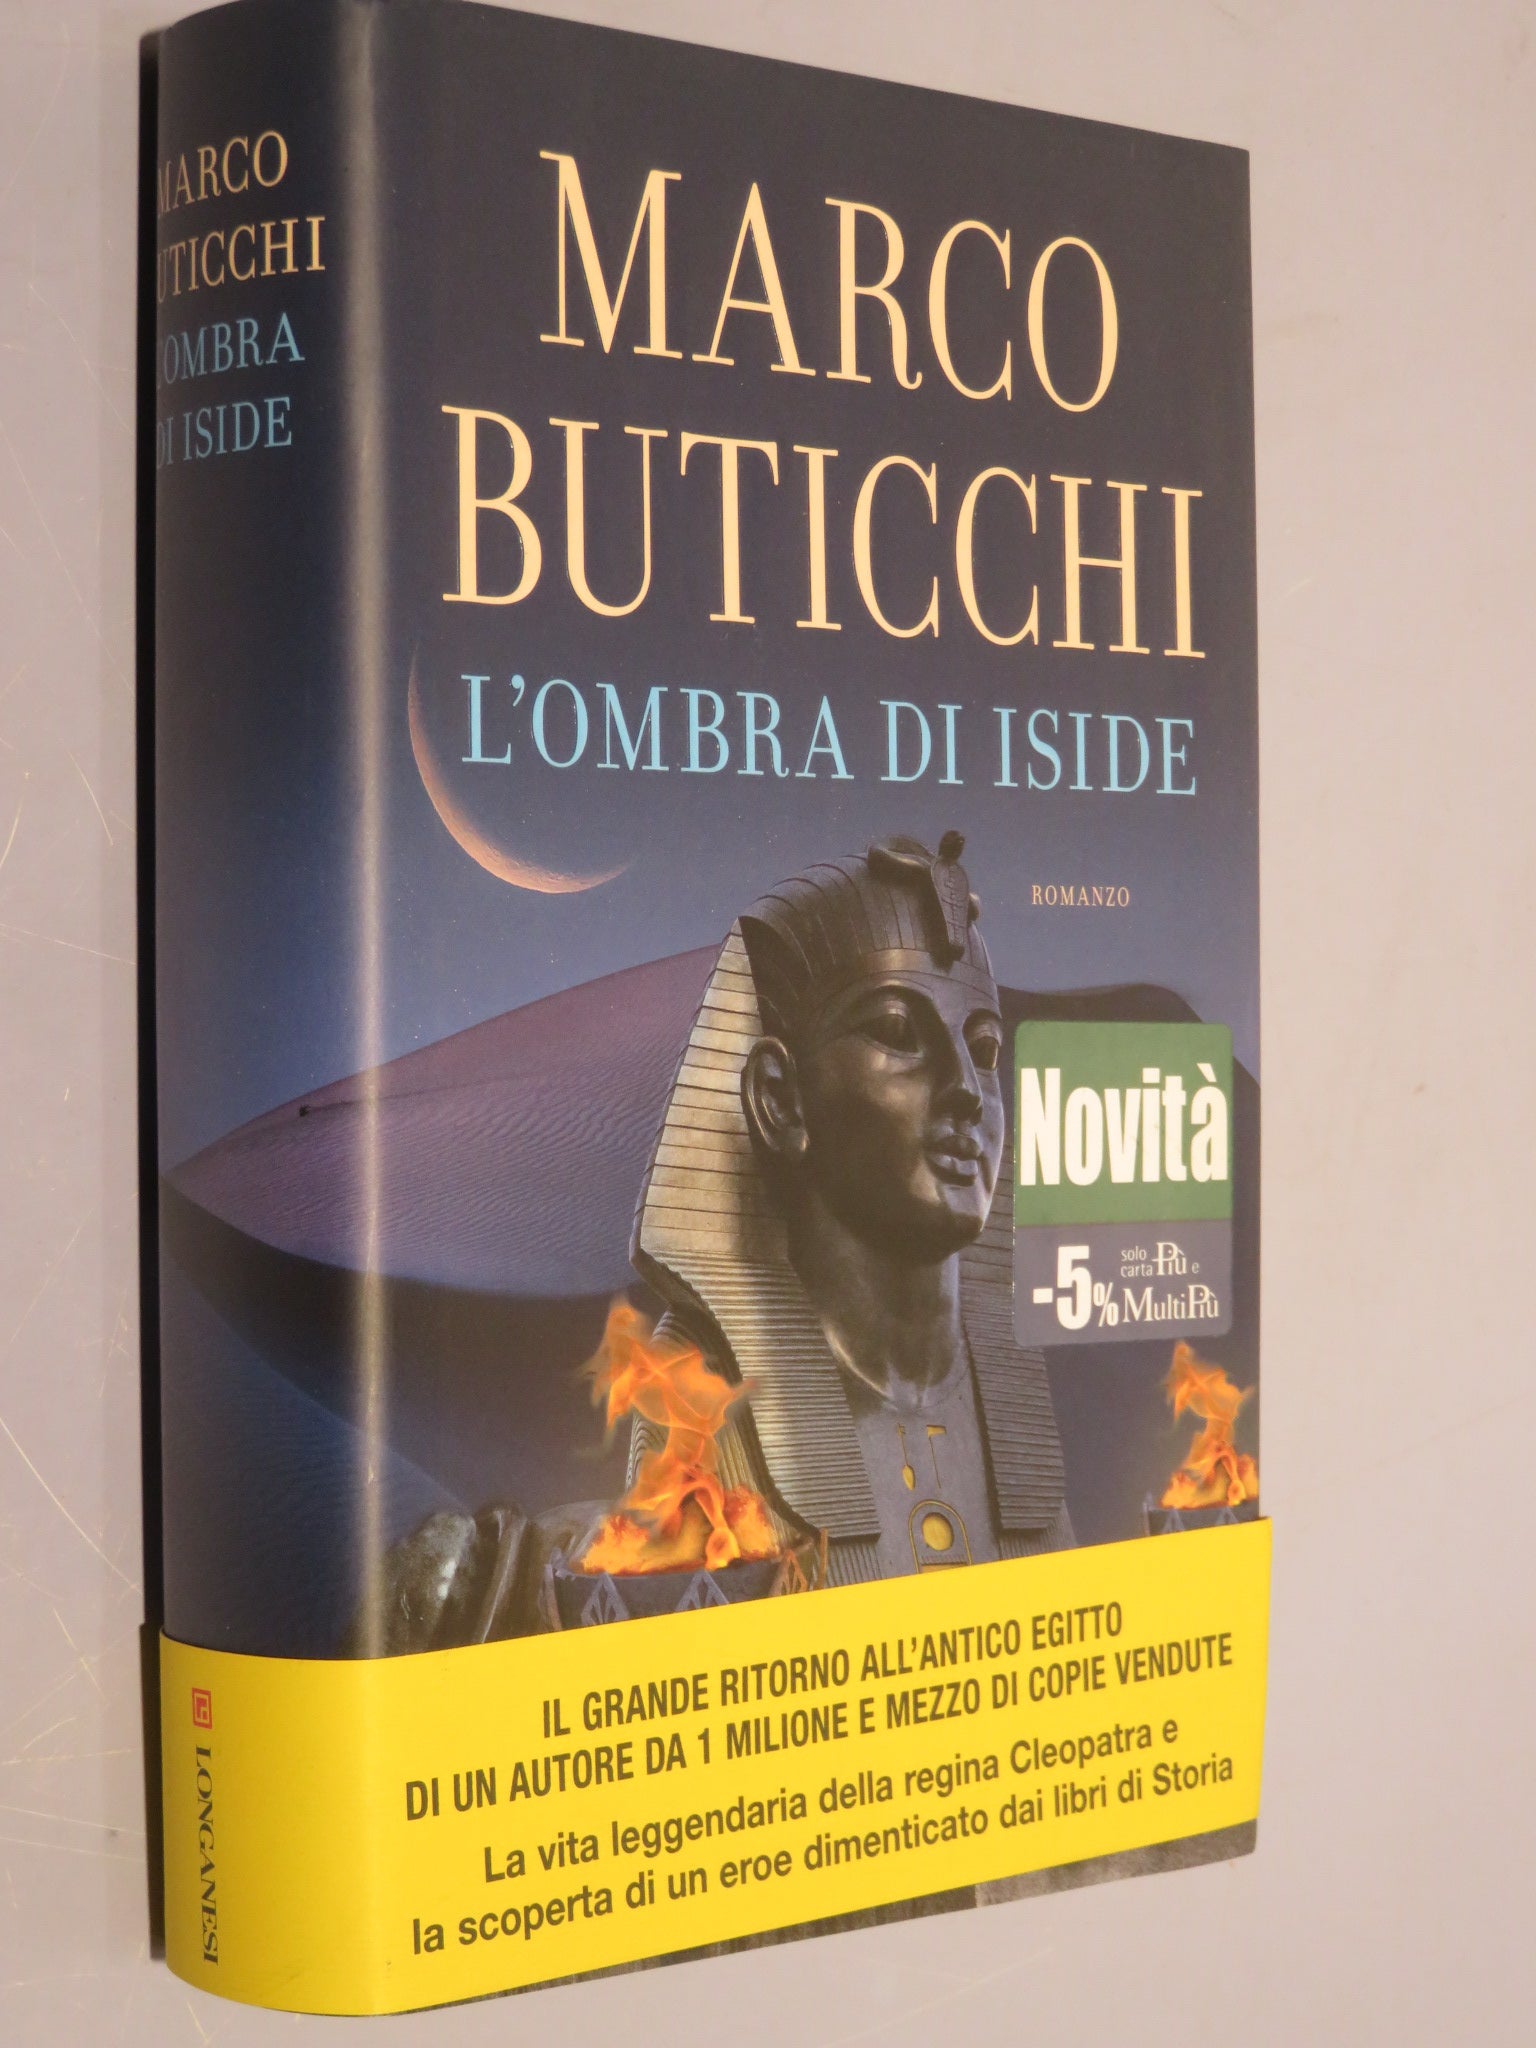 MARCO
BUTICCHI
L'OMBRA
DI ISIDE
LONGANESI
MARCO
BUTICCHI
L'OMBRA DI ISIDE
ROMANZO
Novità
-5% solo carta Più e MultiPiù
IL GRANDE RITORNO ALL'ANTICO EGITTO
DI UN AUTORE DA 1 MILIONE E MEZZO DI COPIE VENDUTE
La vita leggendaria della regina Cleopatra e
la scoperta di un eroe dimenticato dai libri di Storia